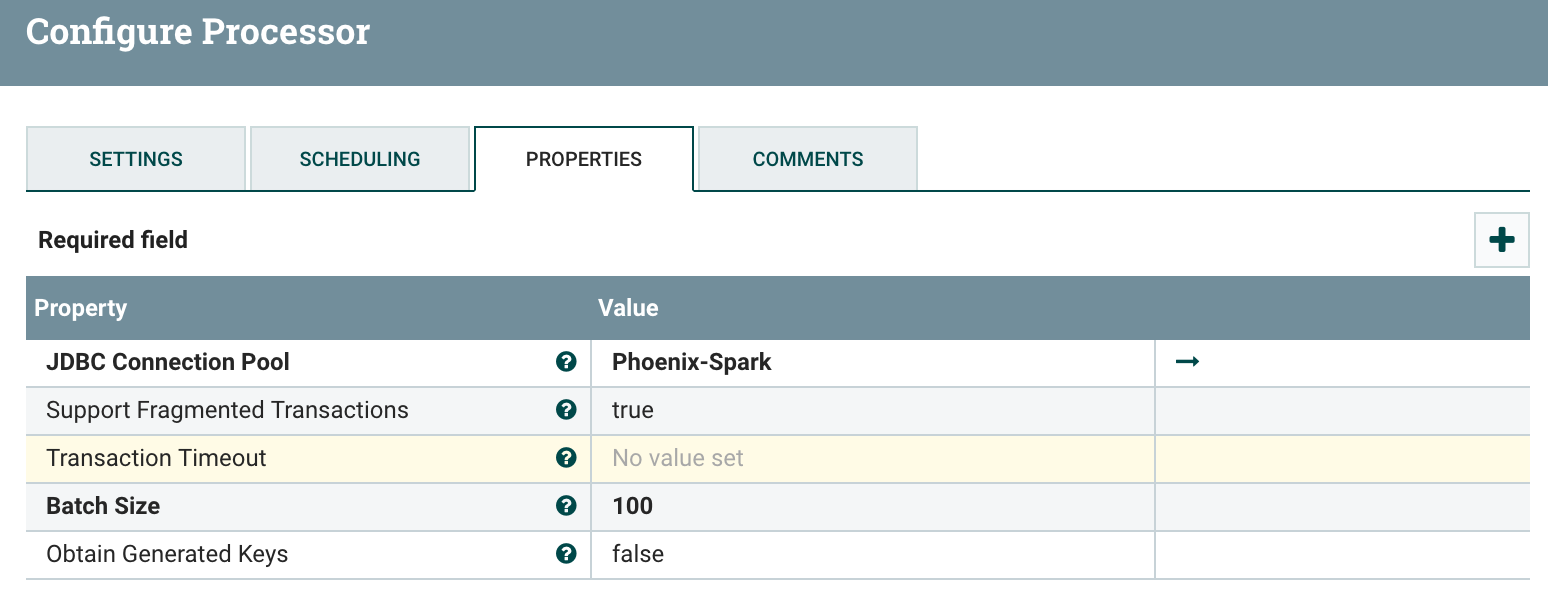 Configure Processor
SETTINGS SCHEDULING PROPERTIES COMMENTS
Required field
Property Value
JDBC Connection Pool Phoenix-Spark
Support Fragmented Transactions true
Transaction Timeout No value set
Batch Size 100
Obtain Generated Keys false